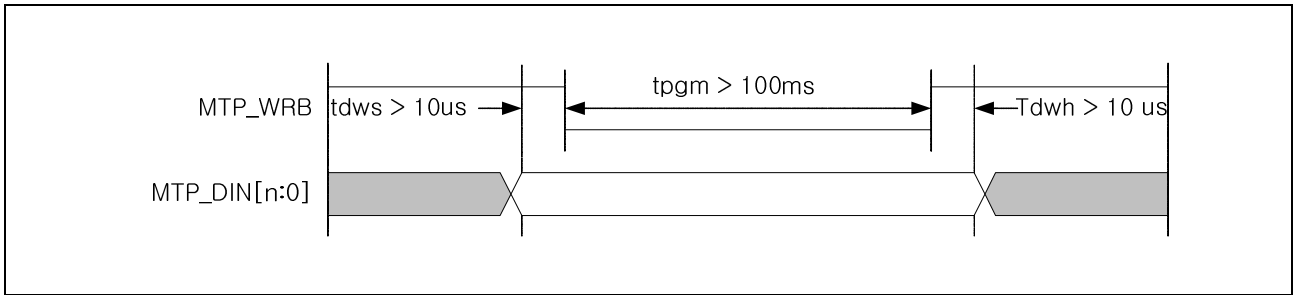 tpgm > 100ms
MTP_WRB tdws > 10us Tdwh > 10 us
MTP_DIN[n:0]